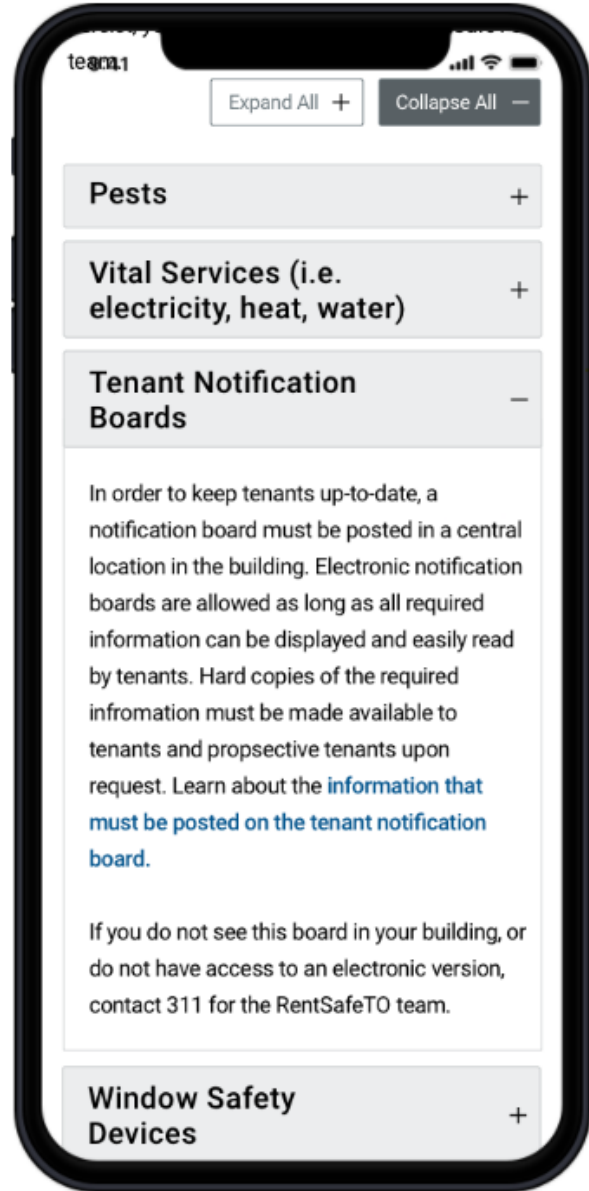 team.
9:41
Expand All +
Collapse All —
Pests +
Vital Services (i.e.
electricity, heat, water) +
Tenant Notification
Boards —
In order to keep tenants up-to-date, a
notification board must be posted in a central
location in the building. Electronic notification
boards are allowed as long as all required
information can be displayed and easily read
by tenants. Hard copies of the required
infromation must be made available to
tenants and propsective tenants upon
request. Learn about the information that
must be posted on the tenant notification
board.
If you do not see this board in your building, or
do not have access to an electronic version,
contact 311 for the RentSafeTO team.
Window Safety
Devices +